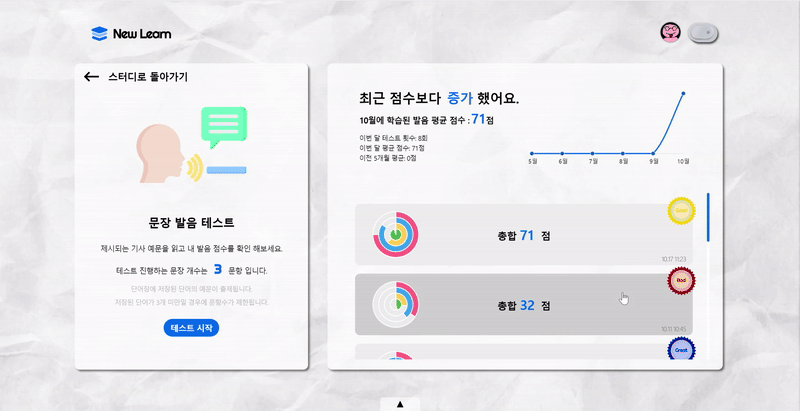 New Learn
스터디로 돌아가기
문장 발음 테스트
제시되는 기사 예문을 읽고 내 발음 점수를 확인 해보세요.
테스트 진행하는 문장 개수는 3 문항 입니다.
단어장에 저장된 단어의 예문이 출제됩니다.
저장된 단어가 3개 미만일 경우에 문항수가 제한됩니다.
테스트 시작
최근 점수보다 증가 했어요.
10월에 학습된 발음 평균 점수 : 71점
이번 달 테스트 횟수: 8회
이번 달 평균 점수: 71점
이전 5개월 평균: 0점
5월 6월 7월 8월 9월 10월
Good
총합 71 점
10.17 11:23
Bad
총합 32 점
10.11 10:45
Great